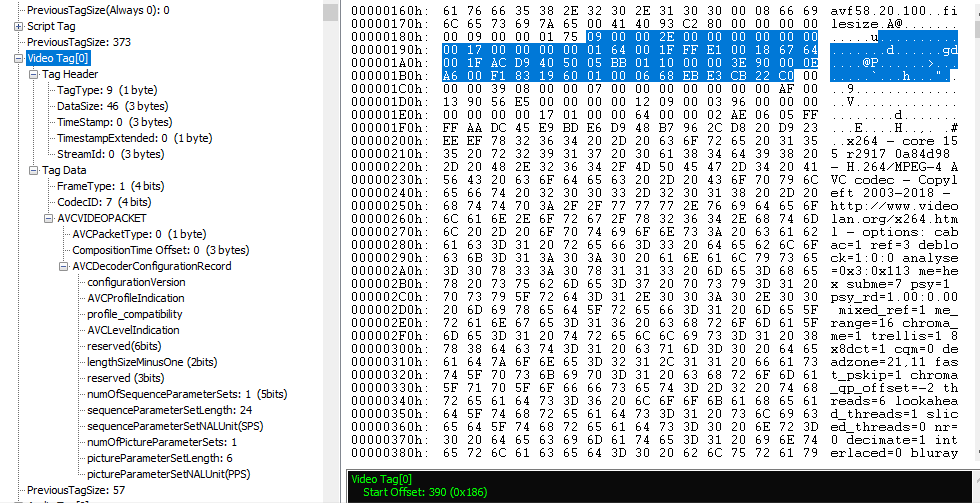 PreviousTagSize(Always 0): 0
Script Tag
PreviousTagSize: 373
Video Tag[0]
Tag Header
TagType: 9 (1 byte)
DataSize: 46 (3 bytes)
TimeStamp: 0 (3 bytes)
TimestampExtended: 0 (1 byte)
StreamId: 0 (3 bytes)
Tag Data
FrameType: 1 (4 bits)
CodecID: 7 (4 bits)
AVCVIDEOPACKET
AVCPacketType: 0 (1 byte)
CompositionTime Offset: 0 (3 bytes)
AVCDecoderConfigurationRecord
configurationVersion
AVCProfileIndication
profile_compatibility
AVCLevelIndication
reserved(6bits)
lengthSizeMinusOne (2bits)
reserved (3bits)
numOfSequenceParameterSets: 1 (5bits)
sequenceParameterSetLength: 24
sequenceParameterSetNALUnit(SPS)
numOfPictureParameterSets: 1
pictureParameterSetLength: 6
pictureParameterSetNALUnit(PPS)
PreviousTagSize: 57
00000160h: 61 76 66 35 38 2E 32 30 2E 31 30 30 00 08 66 69 avf58.20.100..fi
00000170h: 6C 65 73 69 7A 65 00 41 40 93 C2 80 00 00 00 00 lesize.A@
00000180h: 00 09 00 00 01 75 09 00 00 2E 00 00 00 00 00 00
00000190h: 00 17 00 00 00 00 01 64 00 1F FF E1 00 18 67 64
000001A0h: 00 1F AC D9 40 50 05 BB 01 10 00 00 3E 90 00 0E
000001B0h: A6 00 F1 83 19 60 01 00 06 68 EB E3 CB 22 C0 00
000001C0h: 00 00 39 08 00 00 00 00 00 00 00 00 00 00 AF 00
000001D0h: 13 90 56 E5 00 00 00 00 12 09 00 03 96 00 00 00
000001E0h: 00 00 00 00 17 01 00 00 64 00 00 02 AE 06 05 FF
000001F0h: FF AA DC 45 E9 BD E6 D9 48 B7 96 2C D8 20 D9 23
00000200h: EE EF 78 32 36 34 20 2D 20 63 6F 72 65 20 31 35 ..x264 - core 15
00000210h: 35 20 72 32 39 31 37 20 30 61 38 34 64 39 38 20 5 r2917 0a84d98
00000220h: 2D 20 48 2E 32 36 34 2F 4D 50 45 47 2D 34 20 41 - H.264/MPEG-4 A
00000230h: 56 43 20 63 6F 64 65 63 20 2D 20 43 6F 70 79 6C VC codec - Copyl
00000240h: 65 66 74 20 32 30 30 33 2D 32 30 31 38 20 2D 20 eft 2003-2018 -
00000250h: 68 74 74 70 3A 2F 2F 77 77 77 2E 76 69 64 65 6F http://www.video
00000260h: 6C 61 6E 2E 6F 72 67 2F 78 32 36 34 2E 68 74 6D lan.org/x264.htm
00000270h: 6C 20 2D 20 6F 70 74 69 6F 6E 73 3A 20 63 61 62 l - options: cab
00000280h: 61 63 3D 31 20 72 65 66 3D 33 20 64 65 62 6C 6F ac=1 ref=3 deblo
00000290h: 63 6B 3D 31 3A 30 3A 30 20 61 6E 61 6C 79 73 65 ck=1:0:0 analyse
000002A0h: 3D 30 78 33 3A 30 78 31 31 33 20 6D 65 3D 68 65 =0x3:0x113 me=he
000002B0h: 78 20 73 75 62 6D 65 3D 37 20 70 73 79 3D 31 20 x subme=7 psy=1
000002C0h: 70 73 79 5F 72 64 3D 31 2E 30 30 3A 30 2E 30 30 psy_rd=1.00:0.00
000002D0h: 20 6D 69 78 65 64 5F 72 65 66 3D 31 20 6D 65 5F mixed_ref=1 me_
000002E0h: 72 61 6E 67 65 3D 31 36 20 63 68 72 6F 6D 61 5F range=16 chroma_
000002F0h: 6D 65 3D 31 20 74 72 65 6C 6C 69 73 3D 31 20 38 me=1 trellis=1 8
00000300h: 78 38 64 63 74 3D 31 20 63 71 6D 3D 30 20 64 65 x8dct=1 cqm=0 de
00000310h: 61 64 7A 6F 6E 65 3D 32 31 2C 31 31 20 66 61 73 adzone=21,11 fas
00000320h: 74 5F 70 73 6B 69 70 3D 31 20 63 68 72 6F 6D 61 t_pskip=1 chroma
00000330h: 5F 71 70 5F 6F 66 66 73 65 74 3D 2D 32 20 74 68 _qp_offset=-2 th
00000340h: 72 65 61 64 73 3D 36 20 6C 6F 6F 6B 61 68 65 61 reads=6 lookahea
00000350h: 64 5F 74 68 72 65 61 64 73 3D 31 20 73 6C 69 63 d_threads=1 slic
00000360h: 65 64 5F 74 68 72 65 61 64 73 3D 30 20 6E 72 3D ed_threads=0 nr=
00000370h: 30 20 64 65 63 69 6D 61 74 65 3D 31 20 69 6E 74 0 decimate=1 int
00000380h: 65 72 6C 61 63 65 64 3D 30 20 62 6C 75 72 61 79 erlaced=0 bluray
Video Tag[0]
Start Offset: 390 (0x186)